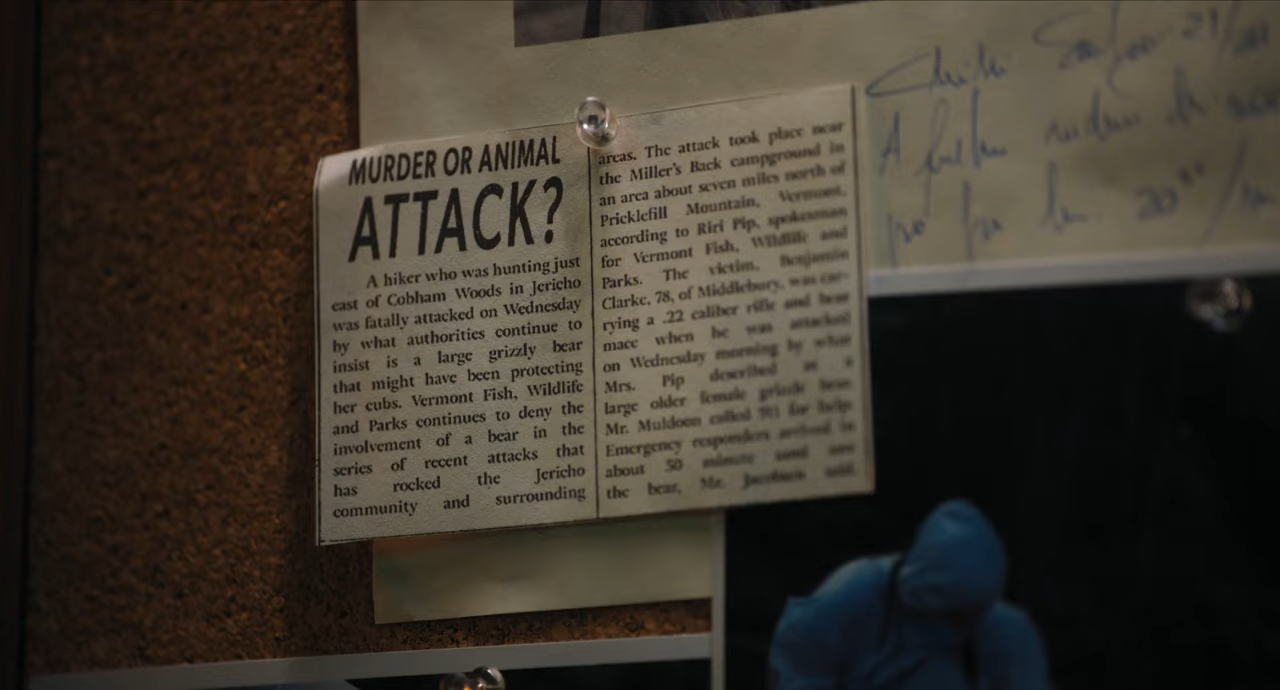 MURDER OR ANIMAL
ATTACK?
A hiker who was hunting just
east of Cobham Woods in Jericho
was fatally attacked on Wednesday
by what authorities continue to
insist is a large grizzly bear
that might have been protecting
her cubs. Vermont Fish, Wildlife
and Parks continues to deny the
involvement of a bear in the
series of recent attacks that
has rocked the Jericho
community and surrounding
areas. The attack took place near
the Miller's Back campground in
an area about seven miles north of
Pricklefill Mountain, Vermont,
according to Riri Pip, spokesman
for Vermont Fish, Wildlife and
Parks. The victim, Benjamin
Clarke, 78, of Middlebury, was car-
rying a .22 caliber rifle and bear
mace when he was attacked
on Wednesday morning by what
Mrs. Pip described as a
large older female grizzle bear.
Mr. Muldoon called 911 for help
Emergency responders arrived in
about 50 minute
the bear, Mr. Jacobsen said.